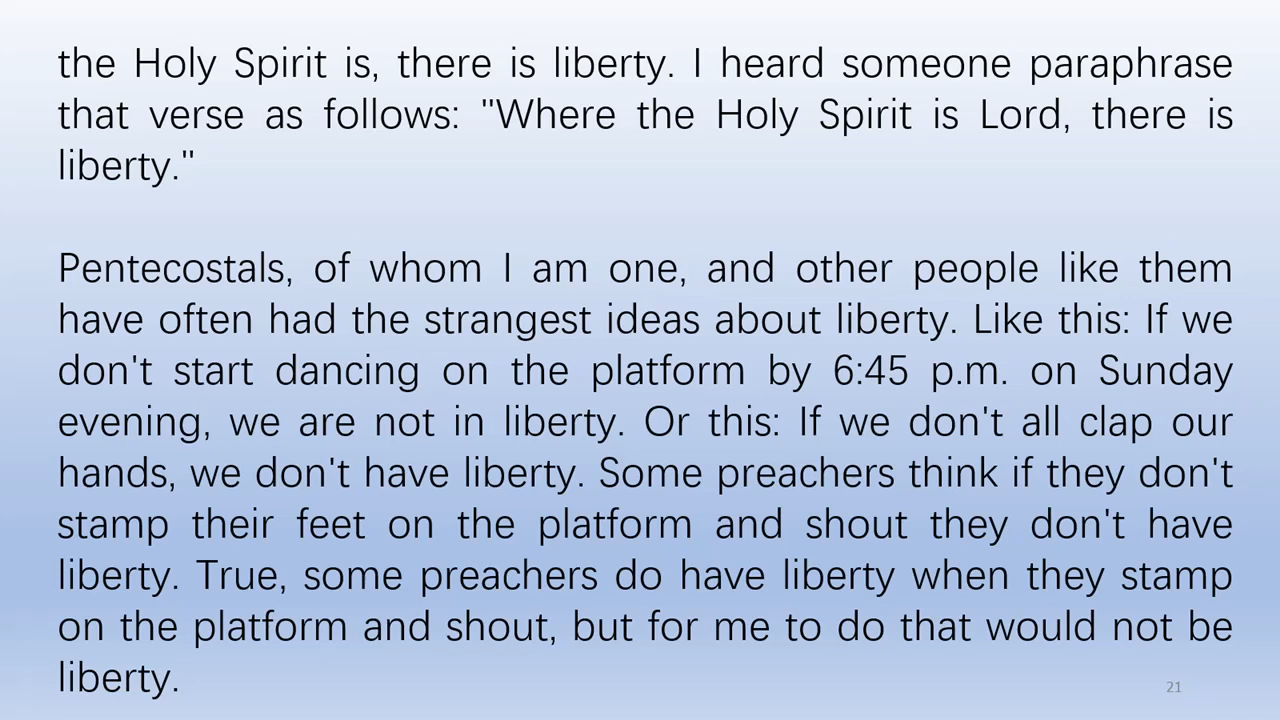 the Holy Spirit is, there is liberty. I heard someone paraphrase
that verse as follows: "Where the Holy Spirit is Lord, there is
liberty."
Pentecostals, of whom I am one, and other people like them
have often had the strangest ideas about liberty. Like this: If we
don't start dancing on the platform by 6:45 p.m. on Sunday
evening, we are not in liberty. Or this: If we don't all clap our
hands, we don't have liberty. Some preachers think if they don't
stamp their feet on the platform and shout they don't have
liberty. True, some preachers do have liberty when they stamp
on the platform and shout, but for me to do that would not be
liberty.
21